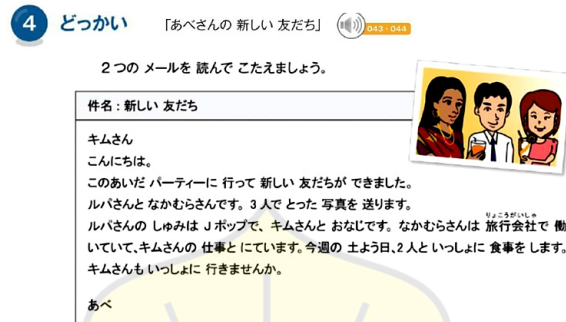 4 どっかい 「あべさんの 新しい 友だち」 043・044
2つの メールを 読んで こたえましょう。
件名：新しい 友だち
キムさん
こんにちは。
このあいだ パーティーに 行って 新しい 友だちが できました。
ルパさんと なかむらさんです。 3人で とった 写真を 送ります。
ルパさんの しゅみは Jポップで、 キムさんと おなじです。 なかむらさんは 旅行会社で 働
りょこうがいしゃ
いていて、キムさんの 仕事と にています。今週の 土よう日、2人と いっしょに 食事を します。
キムさんも いっしょに 行きませんか。
あべ